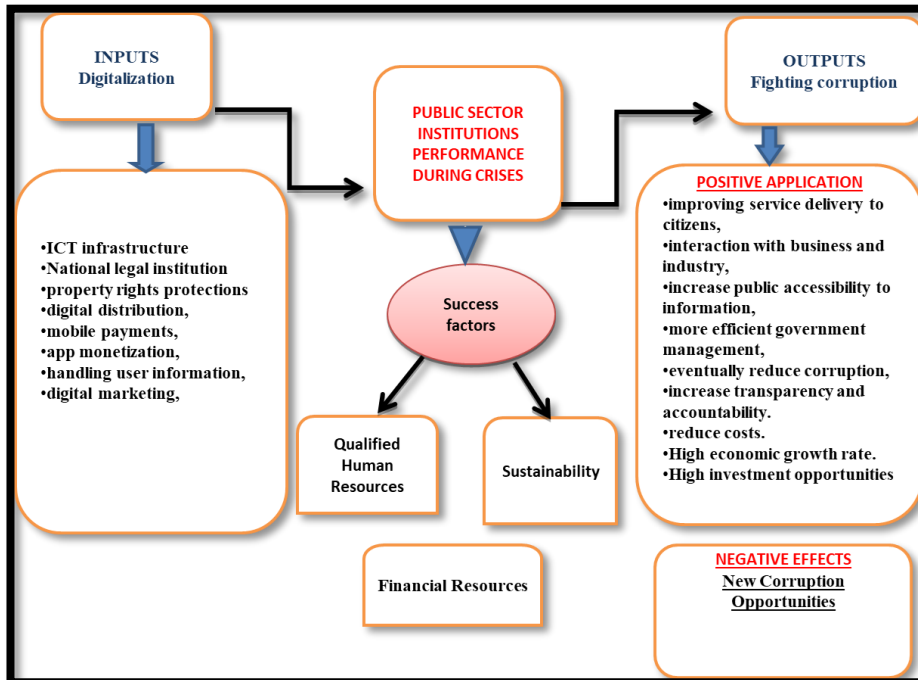 INPUTS
Digitalization
•ICT infrastructure
•National legal institution
•property rights protections
•digital distribution,
•mobile payments,
•app monetization,
•handling user information,
•digital marketing,
PUBLIC SECTOR
INSTITUTIONS
PERFORMANCE
DURING CRISES
Success
factors
Qualified
Human
Resources
Sustainability
Financial Resources
OUTPUTS
Fighting corruption
POSITIVE APPLICATION
•improving service delivery to
citizens,
•interaction with business and
industry,
•increase public accessibility to
information,
•more efficient government
management,
•eventually reduce corruption,
•increase transparency and
accountability.
•reduce costs.
•High economic growth rate.
•High investment opportunities
NEGATIVE EFFECTS
New Corruption
Opportunities